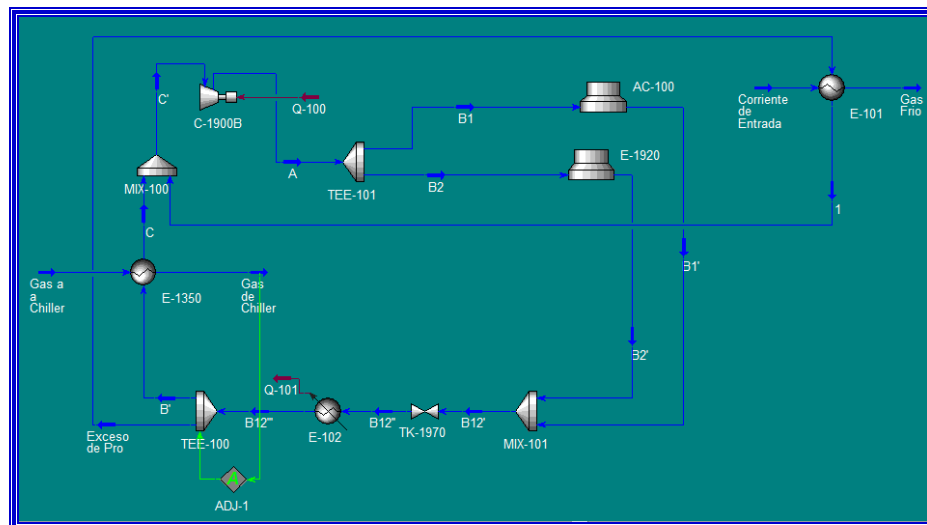 AC-100
C'
Q-100
C-1900B
B1
Corriente
de
Entrada
E-101
Gas
Frio
E-1920
MIX-100
A
TEE-101
B2
1
C
Gas a
a
Chiller
E-1350
Gas
de
Chiller
B1'
B2'
Q-101
B'
B12'''
B12''
B12'
Exceso
de Pro
TEE-100
E-102
TK-1970
MIX-101
A
ADJ-1